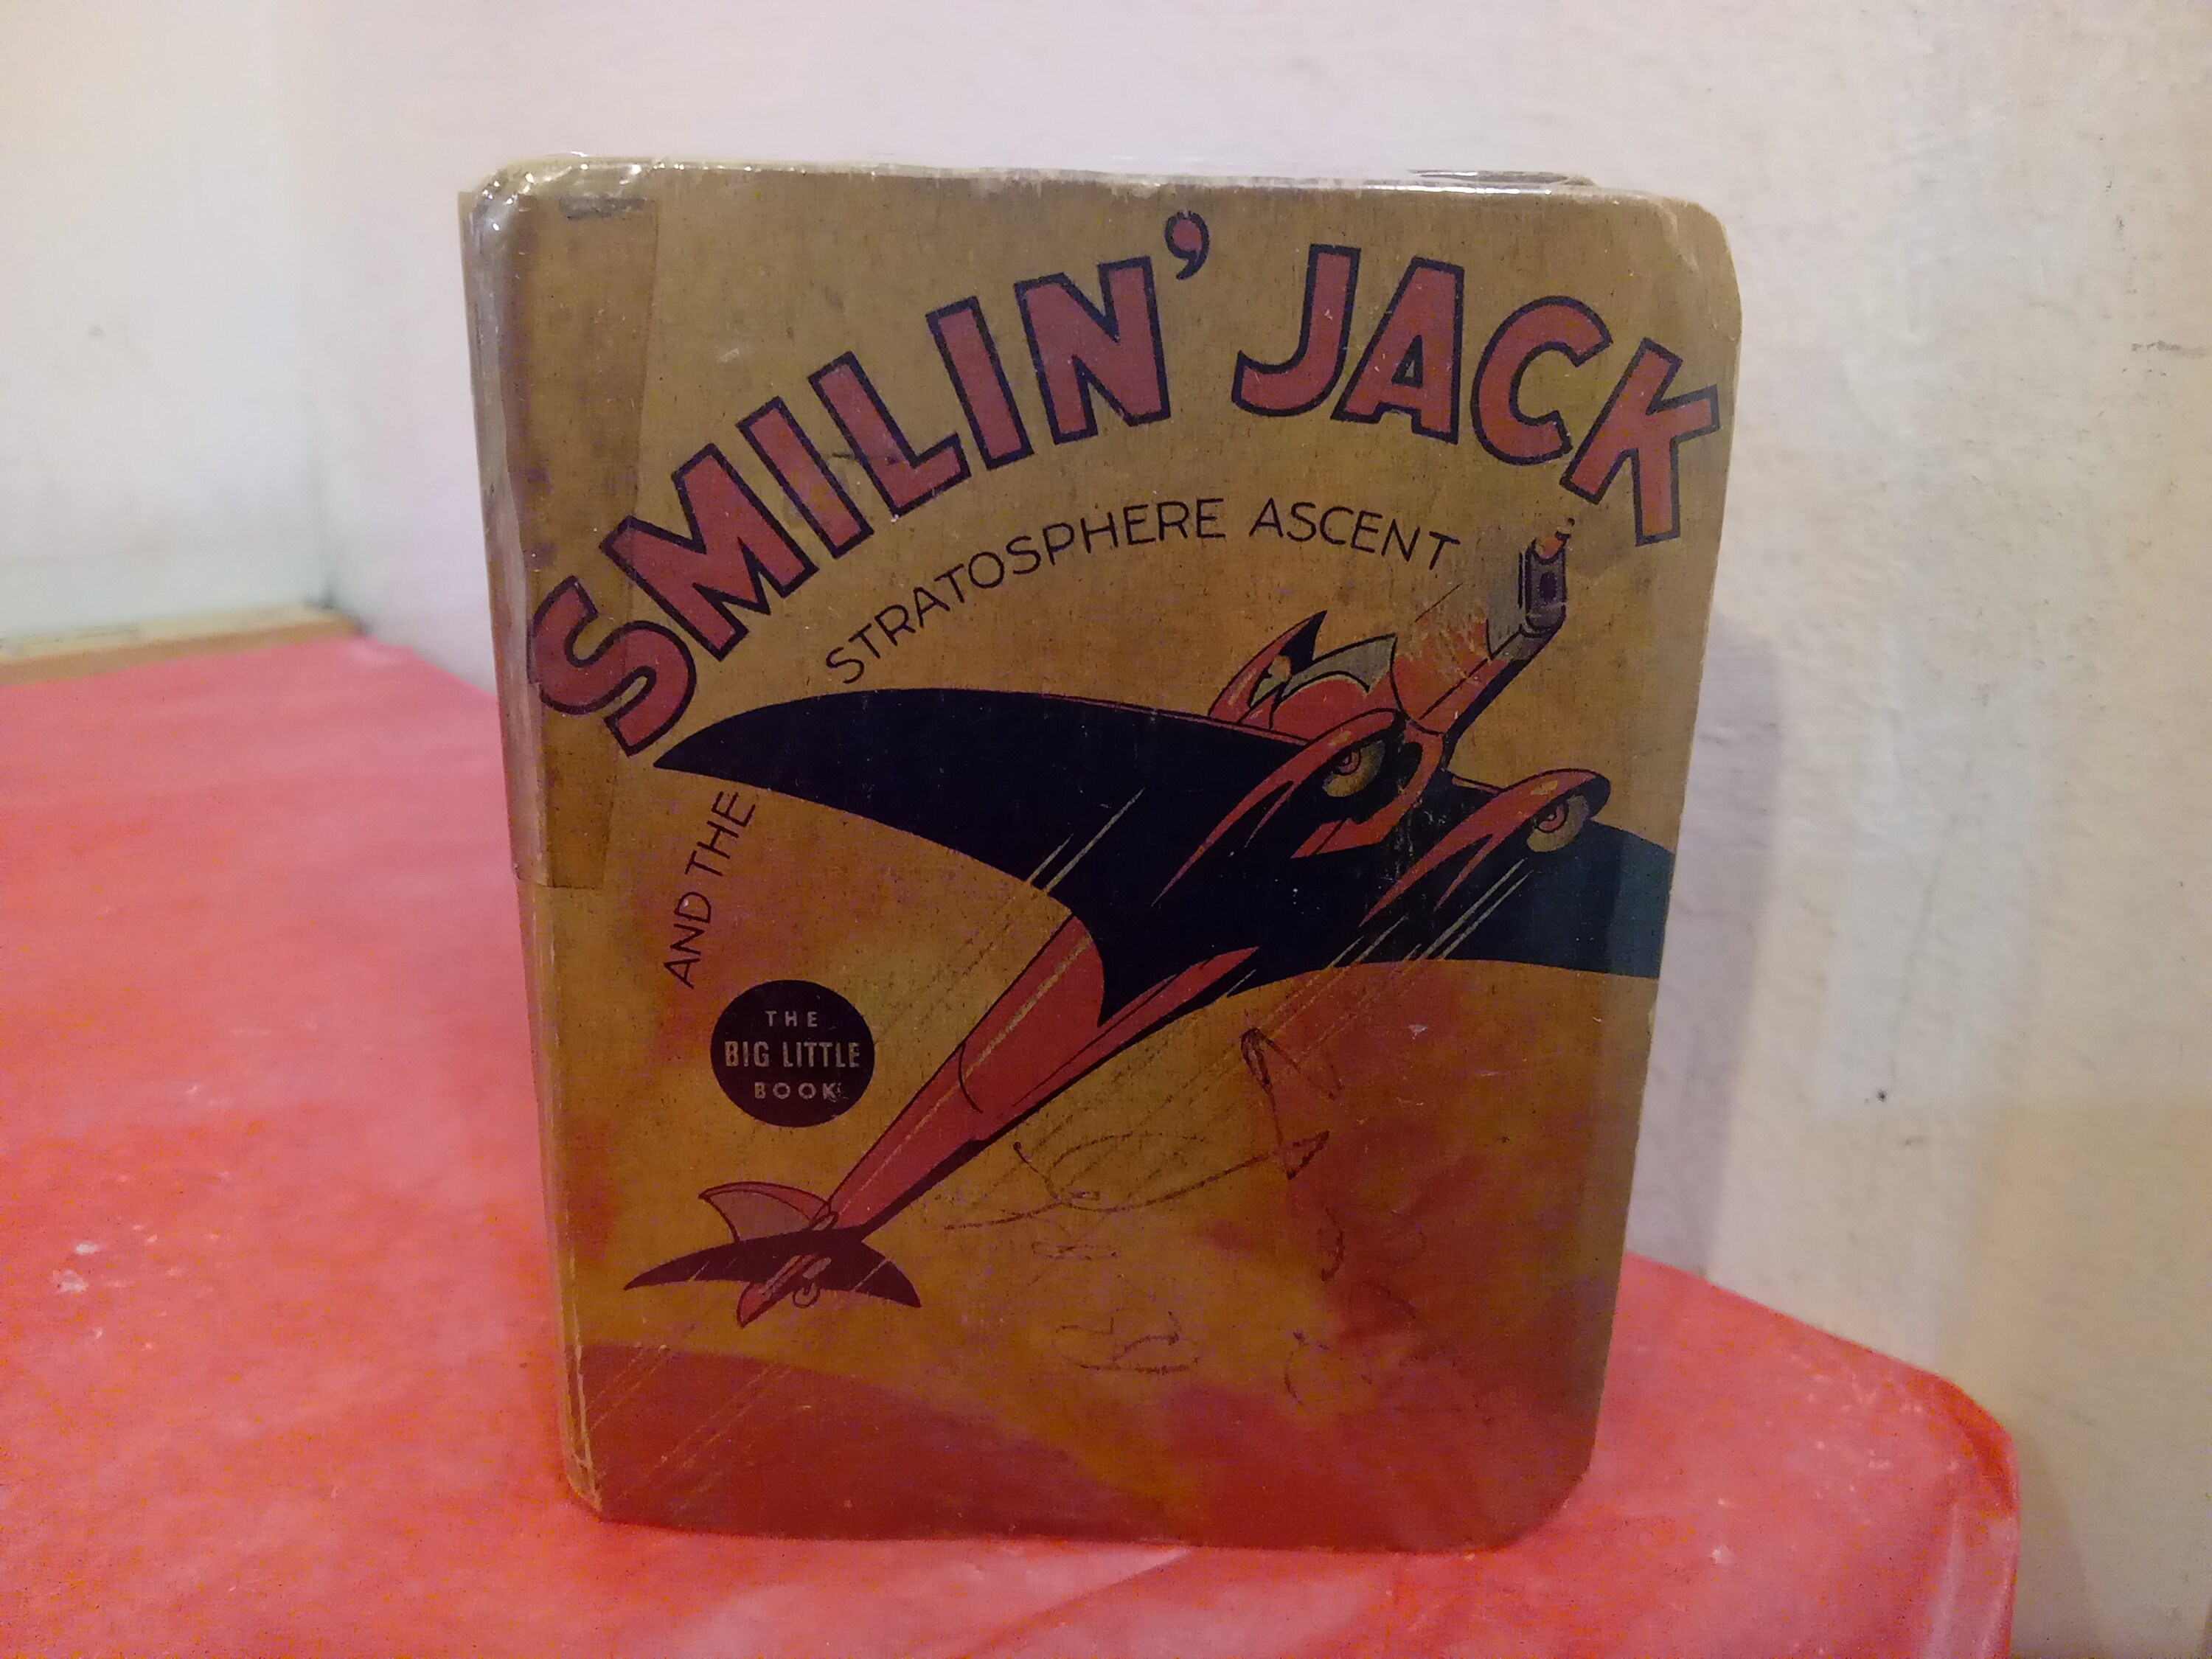 SMILIN' JACK
AND THE
STRATOSPHERE ASCENT
THE
BIG LITTLE
BOOK